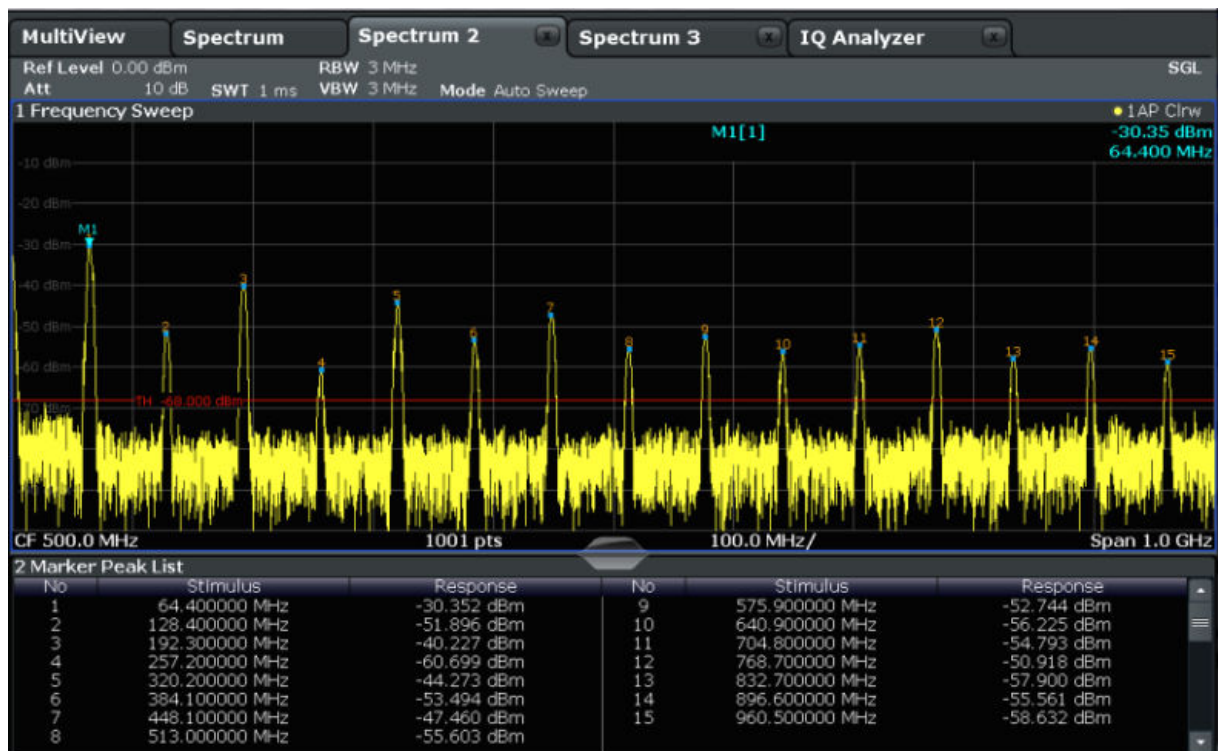 MultiView Spectrum Spectrum 2 x Spectrum 3 x IQ Analyzer x
Ref Level 0.00 dBm RBW 3 MHz SGL
Att 10 dB SWT 1 ms VBW 3 MHz Mode Auto Sweep
1 Frequency Sweep 1AP Clrw
M1[1] -30.35 dBm
64.400 MHz
-10 dBm
-20 dBm
M1
-30 dBm
3
-40 dBm
5
7
-50 dBm
2 6 8 9 10 11 12 13 14 15
4
-60 dBm
TH -68.000 dBm
-70 dBm
CF 500.0 MHz 1001 pts 100.0 MHz/ Span 1.0 GHz
2 Marker Peak List
No Stimulus Response No Stimulus Response
1 64.400000 MHz -30.352 dBm 9 575.900000 MHz -52.744 dBm
2 128.400000 MHz -51.896 dBm 10 640.900000 MHz -56.225 dBm
3 192.300000 MHz -40.227 dBm 11 704.800000 MHz -54.793 dBm
4 257.200000 MHz -60.699 dBm 12 768.700000 MHz -50.918 dBm
5 320.200000 MHz -44.273 dBm 13 832.700000 MHz -57.900 dBm
6 384.100000 MHz -53.494 dBm 14 896.600000 MHz -55.561 dBm
7 448.100000 MHz -47.460 dBm 15 960.500000 MHz -58.632 dBm
8 513.000000 MHz -55.603 dBm